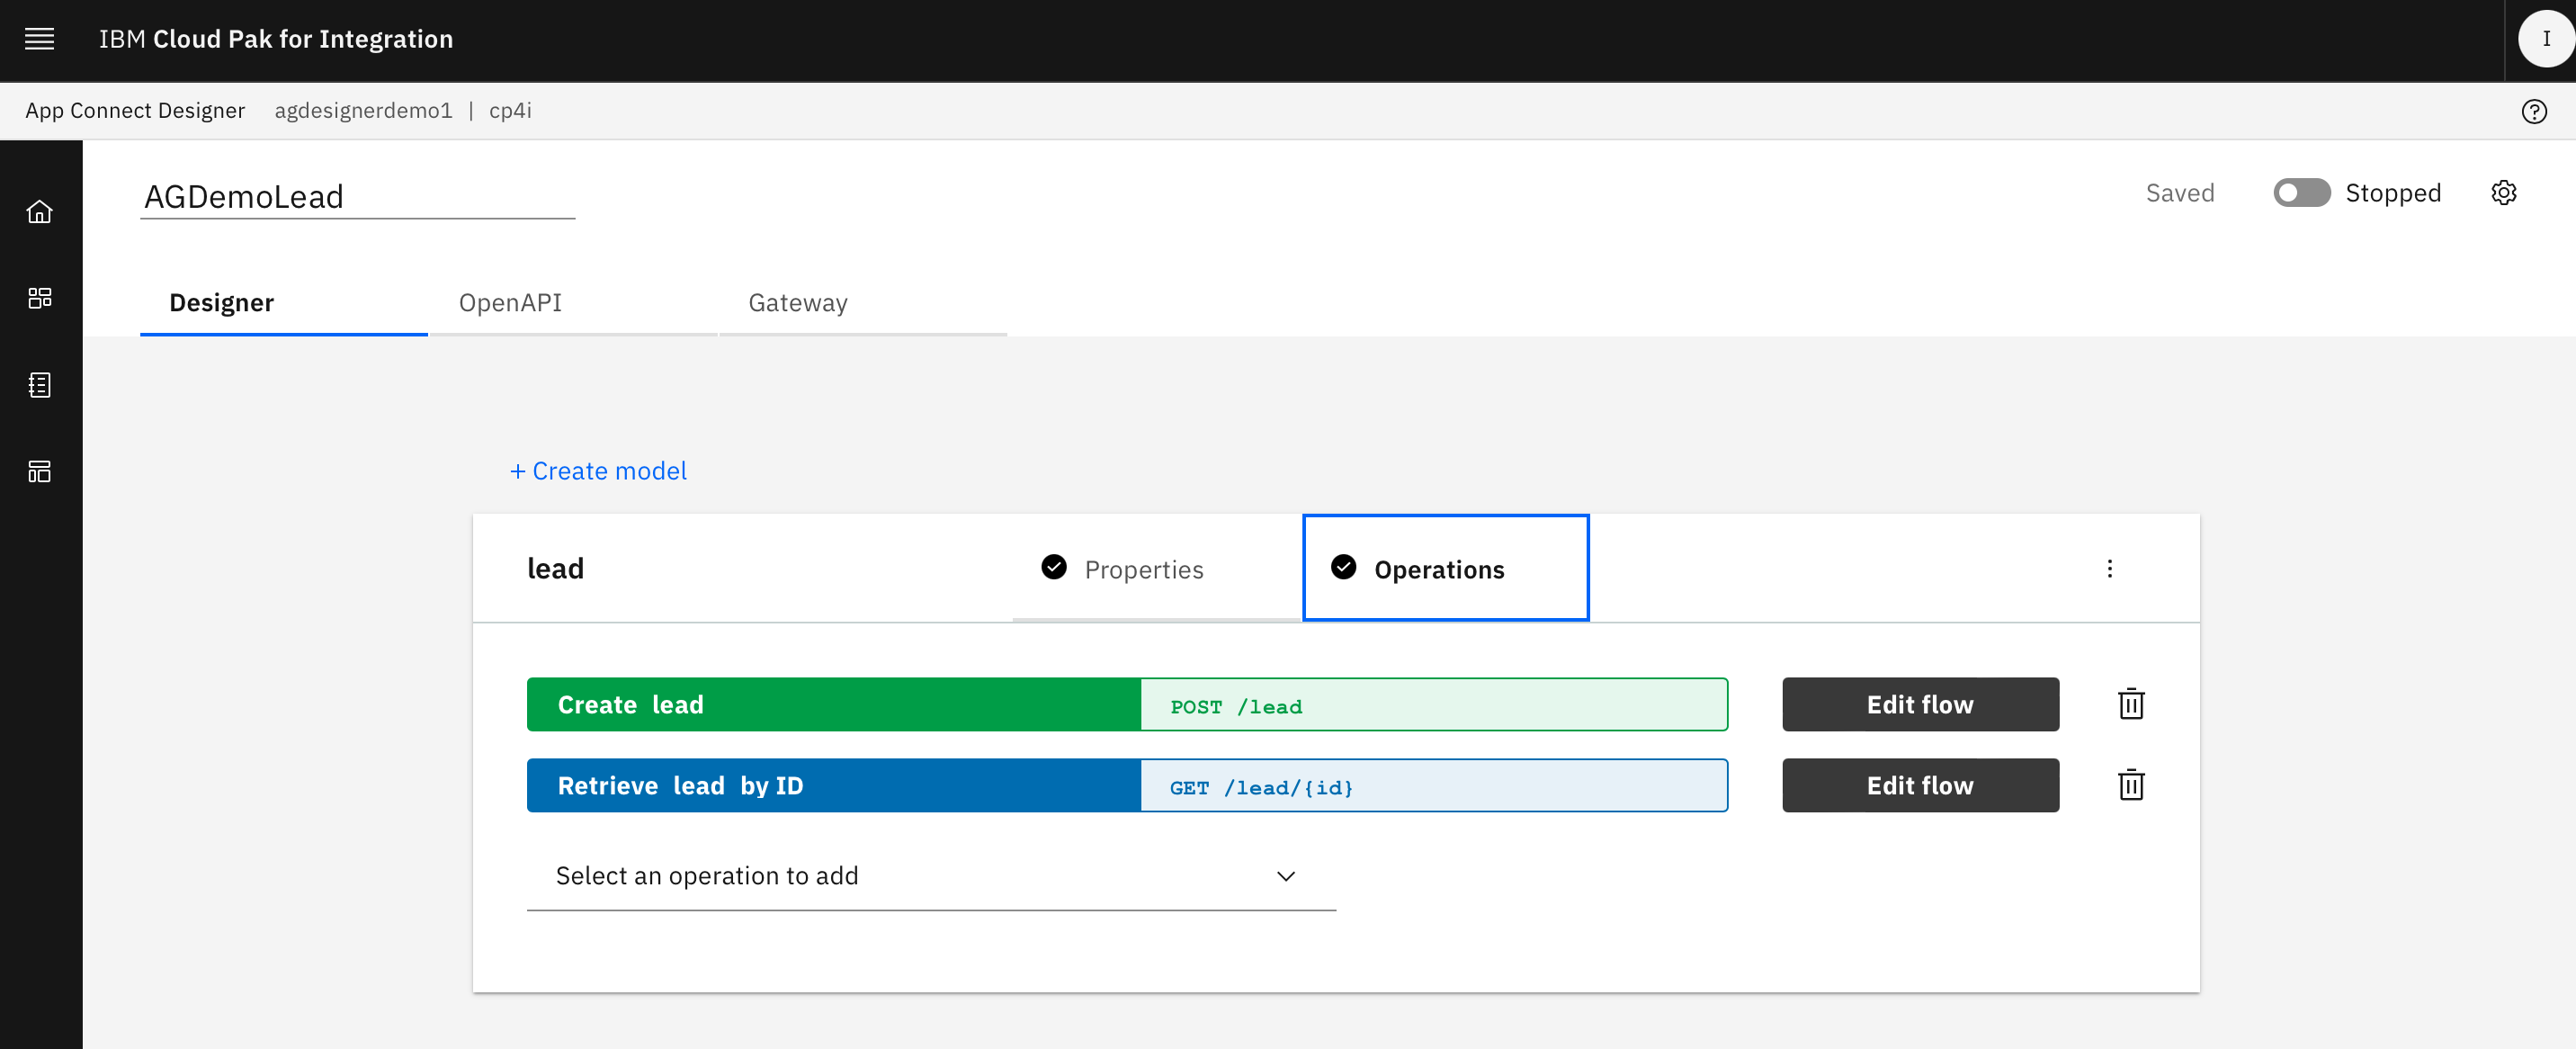 IBM Cloud Pak for Integration
I
App Connect Designer agdesignerdemo1 | cp4i
AGDemoLead
Saved Stopped
Designer OpenAPI Gateway
+ Create model
lead Properties Operations
Create lead POST /lead Edit flow
Retrieve lead by ID GET /lead/{id} Edit flow
Select an operation to add